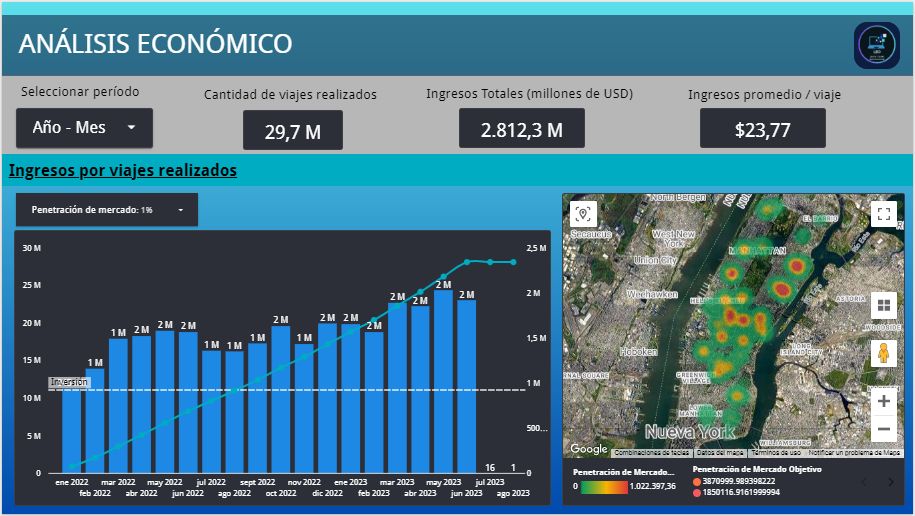 ANÁLISIS ECONÓMICO
Seleccionar período
Cantidad de viajes realizados
Ingresos Totales (millones de USD)
Ingresos promedio / viaje
Año - Mes
29,7 M
2.812,3 M
$23,77
Ingresos por viajes realizados
Penetración de mercado: 1%
30 M
25 M
20 M
15 M
10 M
5 M
0
Inversión
1 M
1 M
1 M
2 M
2 M
1 M
1 M
1 M
2 M
1 M
2 M
2 M
2 M
2 M
2 M
2 M
2 M
16
1
2,5 M
2 M
1,5 M
1 M
500...
0
ene 2022
mar 2022
may 2022
jul 2022
sept 2022
nov 2022
ene 2023
mar 2023
may 2023
jul 2023
feb 2022
abr 2022
jun 2022
ago 2022
oct 2022
dic 2022
feb 2023
abr 2023
jun 2023
ago 2023
North Bergen
Secaucus
West New York
Union City
Weehawken
Hoboken
MANHATTAN
EL BARRIO
ASTORIA
LONG ISLAND CITY
GREENWICH VILLAGE
LOWER MANHATTAN
Nueva York
WILLIAMSBURG
Google
Combinaciones de teclas
Datos del mapa
Términos de uso
Notificar un problema de Maps
Penetración de Mercado...
0
1.022.397,36
Penetración de Mercado Objetivo
3870999.989398222
1850116.9161999994